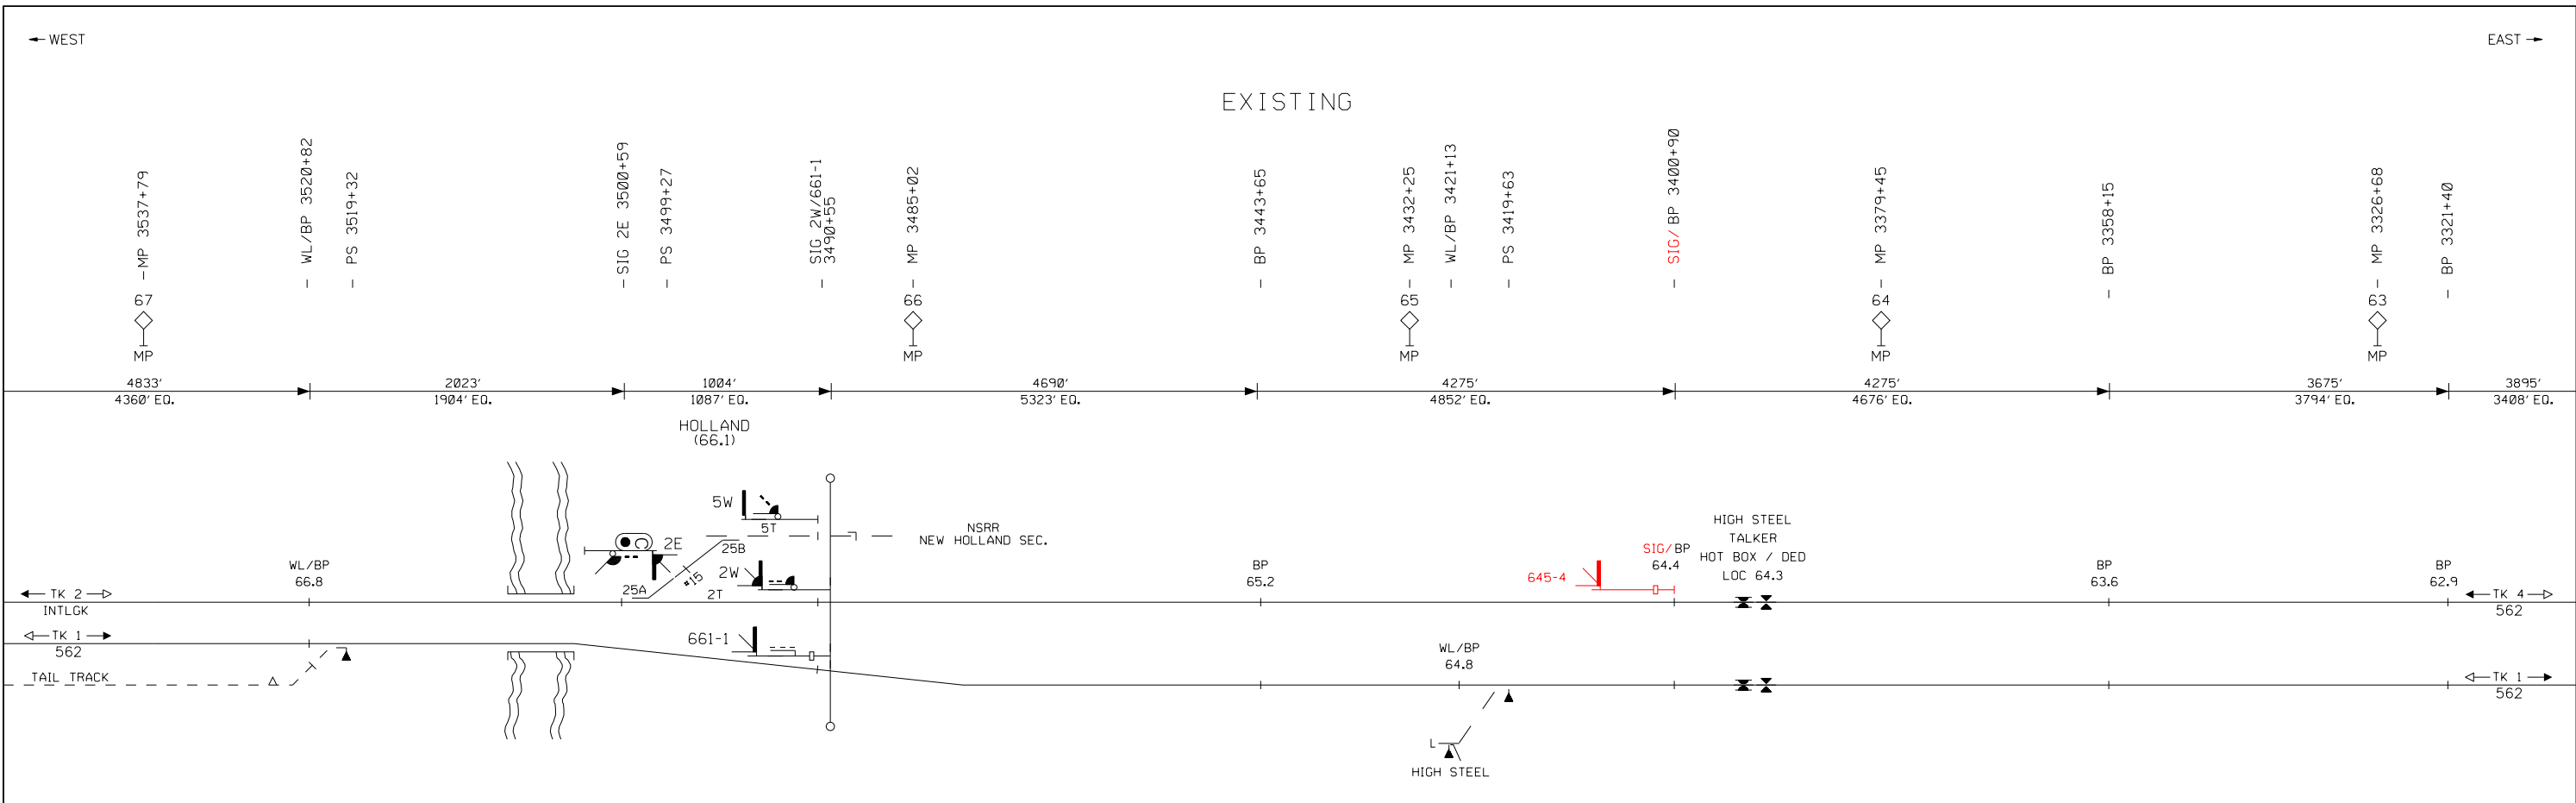 WEST
EAST
EXISTING
MP 3537+79
WL/BP 3520+82
PS 3519+32
SIG 2E 3500+59
PS 3499+27
SIG 2W/661-1
3490+55
MP 3485+02
BP 3443+65
MP 3432+25
WL/BP 3421+13
PS 3419+63
SIG/BP 3400+90
MP 3379+45
BP 3358+15
MP 3326+68
BP 3321+40
67
66
65
64
63
MP
MP
MP
MP
MP
4833'
2023'
1004'
4690'
4275'
4275'
3675'
3895'
4360' EQ.
1904' EQ.
1087' EQ.
5323' EQ.
4852' EQ.
4676' EQ.
3794' EQ.
3408' EQ.
HOLLAND
(66.1)
5W
5T
NSRR
NEW HOLLAND SEC.
C
2E
25B
2W
#15
25A
2T
HIGH STEEL
TALKER
HOT BOX / DED
LOC 64.3
WL/BP
66.8
BP
65.2
645-4
SIG/BP
64.4
BP
63.6
BP
62.9
TK 2
INTLGK
TK 4
562
TK 1
562
661-1
WL/BP
64.8
TAIL TRACK
TK 1
562
L
HIGH STEEL